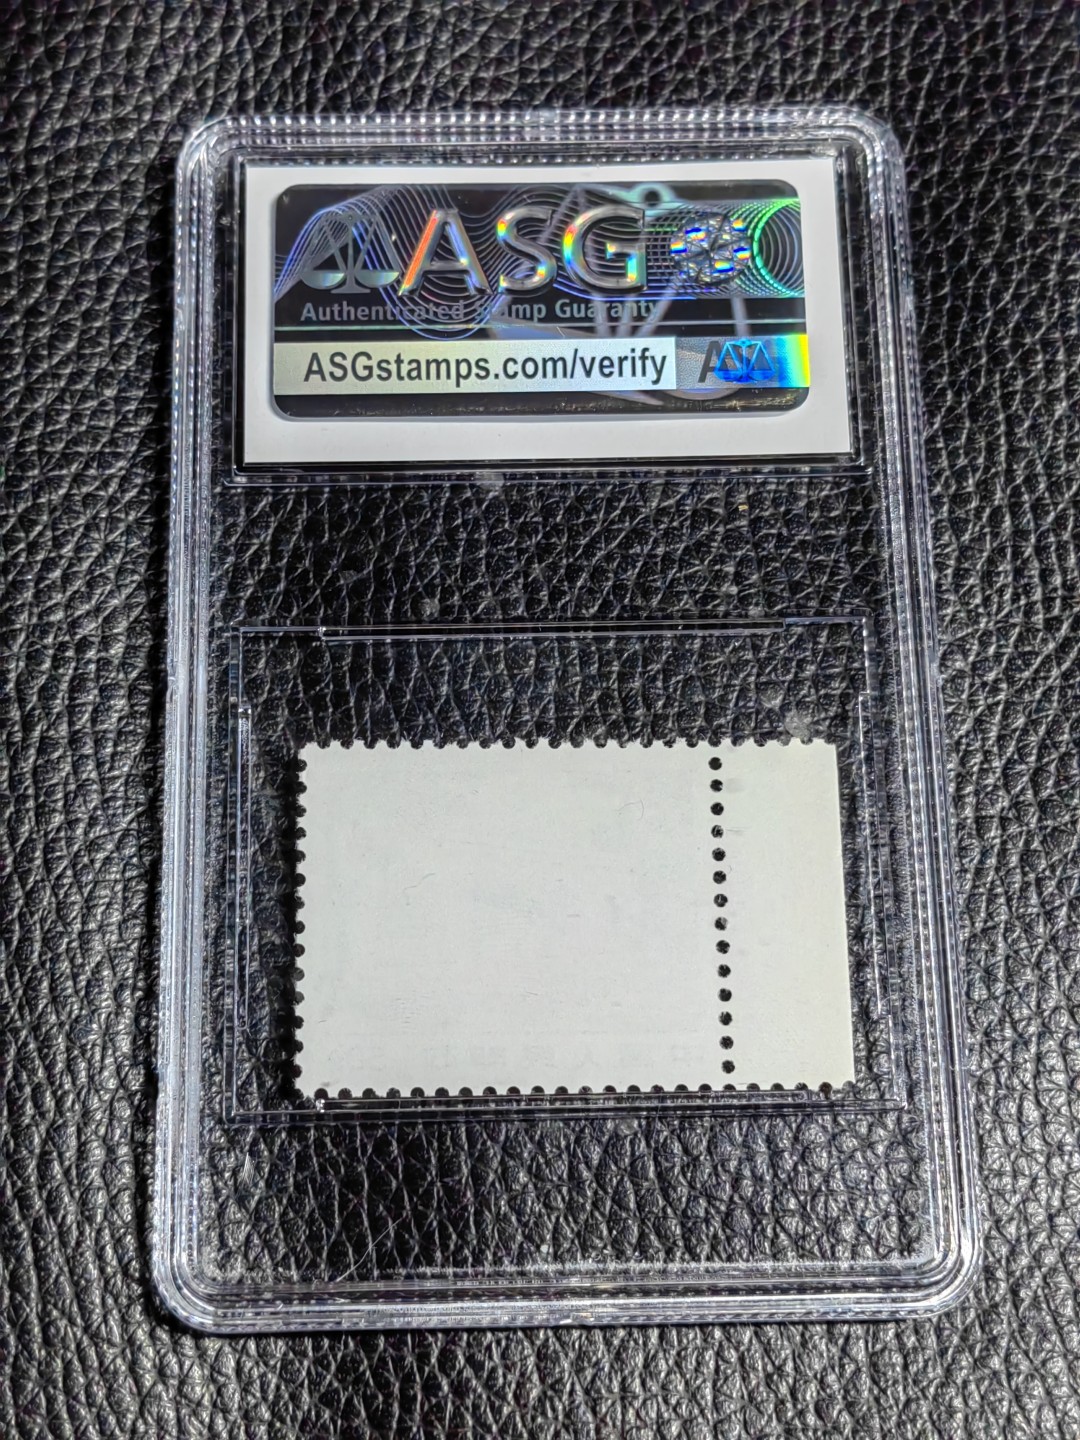 ASG
Authenticated Stamp Guaranty
ASGstamps.com/verify